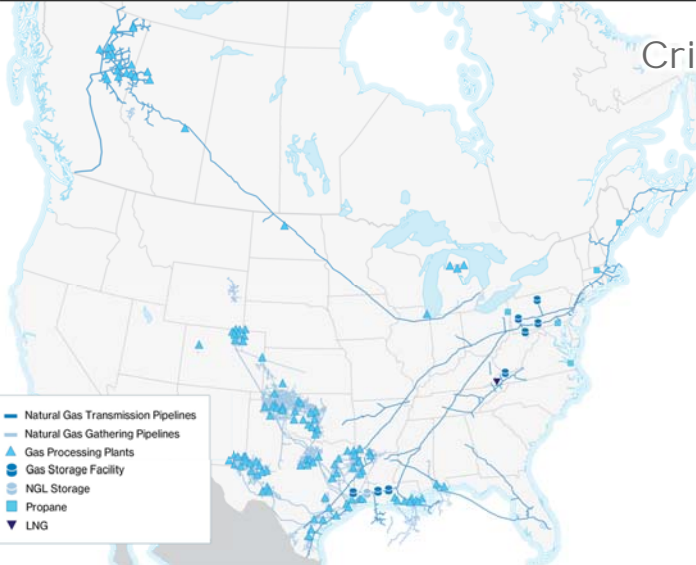 Cri
Natural Gas Transmission Pipelines
Natural Gas Gathering Pipelines
Gas Processing Plants
Gas Storage Facility
NGL Storage
Propane
LNG